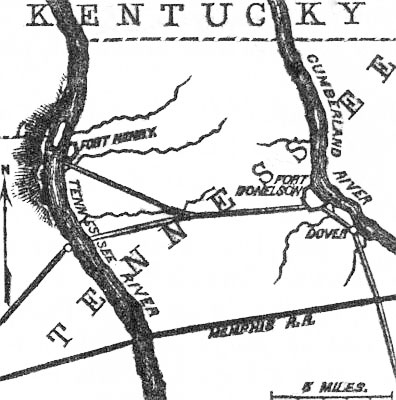 KENTUCKY
CUMBERLAND RIVER
FORT HENRY.
N
TENNESSEE
FORT
DONELSON
DOVER
TENNESSEE RIVER
MEMPHIS R.R.
5 MILES.